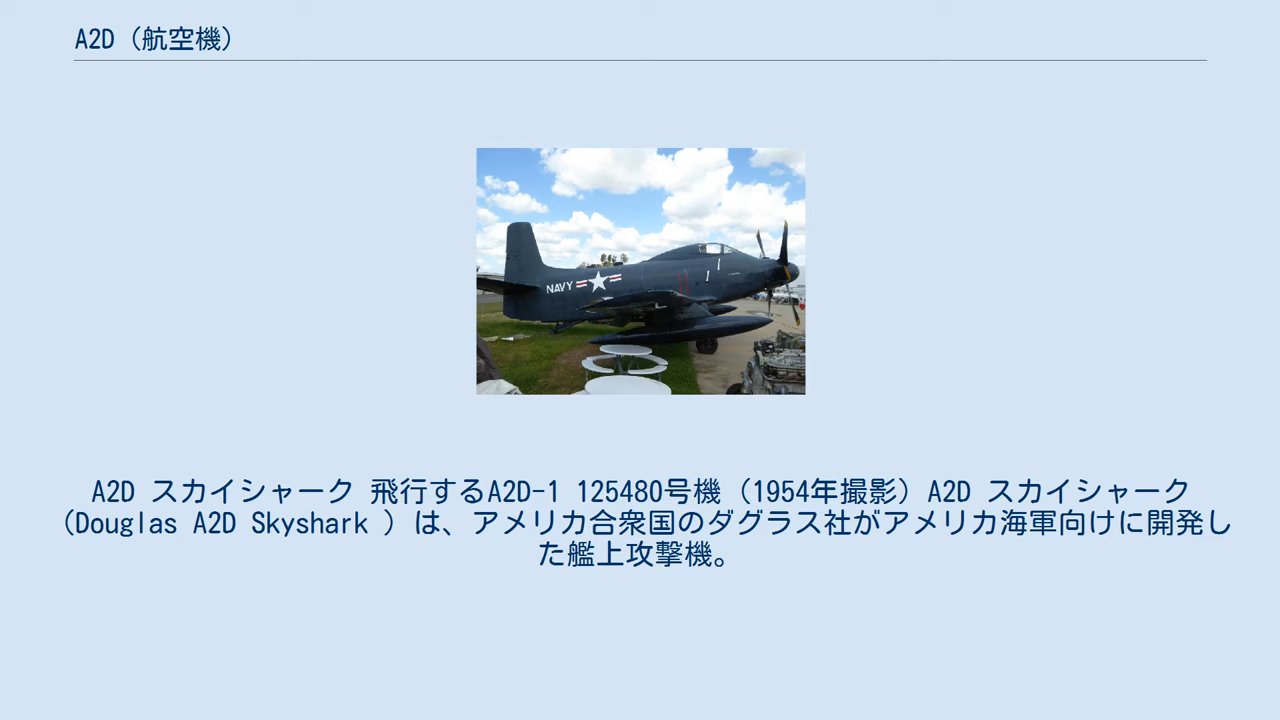 A2D（航空機）
NAVY
A2D スカイシャーク 飛行するA2D-1 125480号機（1954年撮影）A2D スカイシャーク
（Douglas A2D Skyshark ）は、アメリカ合衆国のダグラス社がアメリカ海軍向けに開発し
た艦上攻撃機。